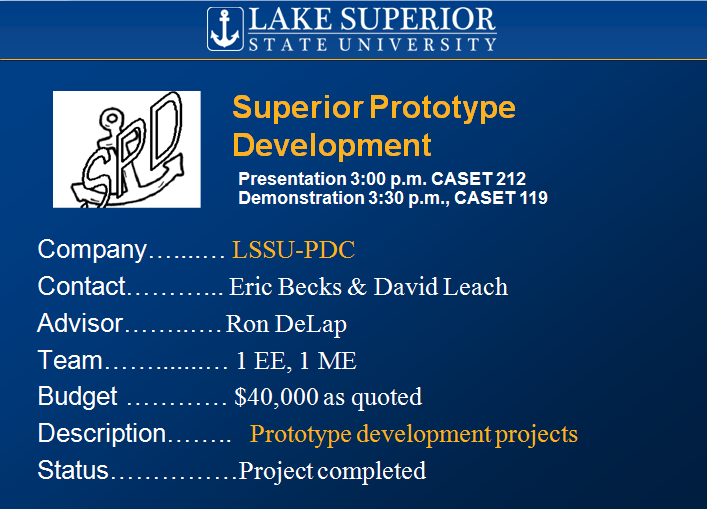 LAKE SUPERIOR
STATE UNIVERSITY
SPD
Superior Prototype
Development
Presentation 3:00 p.m. CASET 212
Demonstration 3:30 p.m., CASET 119
Company…....… LSSU-PDC
Contact……….. Eric Becks & David Leach
Advisor……..…. Ron DeLap
Team…….........… 1 EE, 1 ME
Budget ………… $40,000 as quoted
Description…….. Prototype development projects
Status……………Project completed